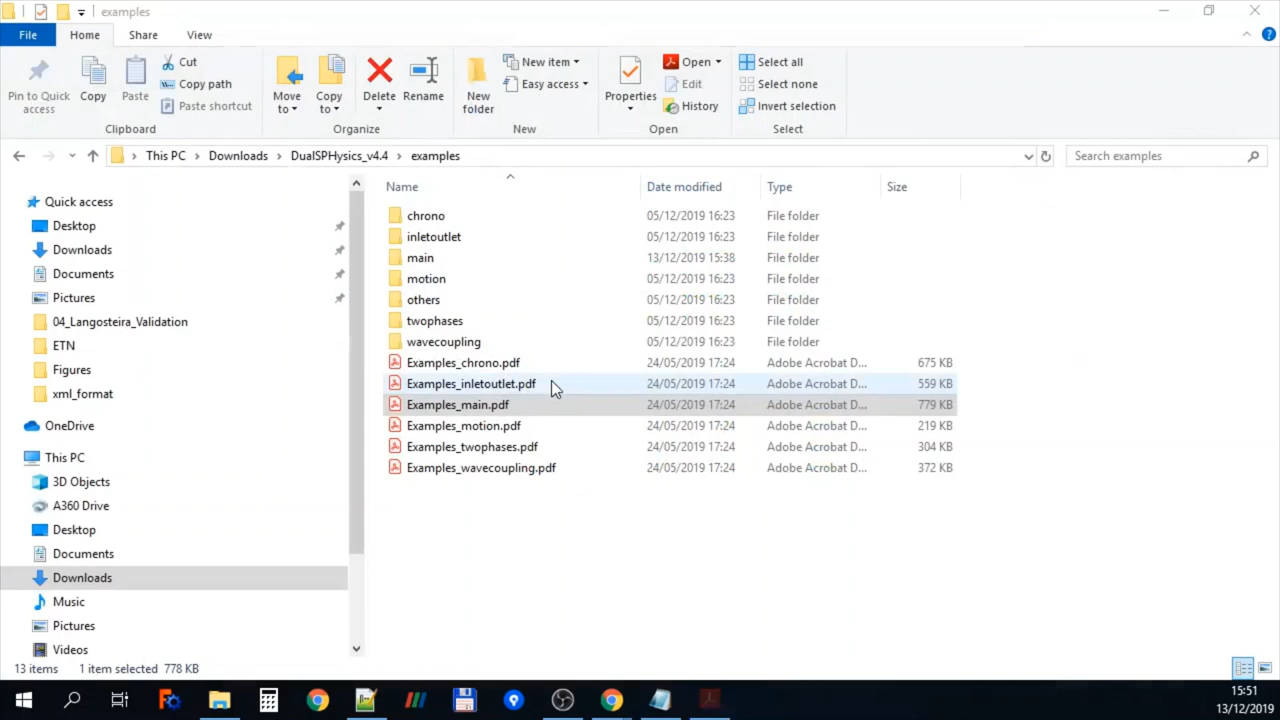 examples
File
Home
Share
View
Pin to Quick access
Copy
Paste
Cut
Copy path
Paste shortcut
Clipboard
Move to
Copy to
Delete
Rename
Organize
New folder
New item
Easy access
New
Properties
Open
Edit
History
Open
Select all
Select none
Invert selection
Select
This PC
Downloads
DualSPHysics_v4.4
examples
Search examples
Quick access
Desktop
Downloads
Documents
Pictures
04_Langosteira_Validation
ETN
Figures
xml_format
OneDrive
This PC
3D Objects
A360 Drive
Desktop
Documents
Downloads
Music
Pictures
Videos
Name Date modified Type Size
chrono 05/12/2019 16:23 File folder
inletoutlet 05/12/2019 16:23 File folder
main 13/12/2019 15:38 File folder
motion 05/12/2019 16:23 File folder
others 05/12/2019 16:23 File folder
twophases 05/12/2019 16:23 File folder
wavecoupling 05/12/2019 16:23 File folder
Examples_chrono.pdf 24/05/2019 17:24 Adobe Acrobat D... 675 KB
Examples_inletoutlet.pdf 24/05/2019 17:24 Adobe Acrobat D... 559 KB
Examples_main.pdf 24/05/2019 17:24 Adobe Acrobat D... 779 KB
Examples_motion.pdf 24/05/2019 17:24 Adobe Acrobat D... 219 KB
Examples_twophases.pdf 24/05/2019 17:24 Adobe Acrobat D... 304 KB
Examples_wavecoupling.pdf 24/05/2019 17:24 Adobe Acrobat D... 372 KB
13 items 1 item selected 778 KB
15:51
13/12/2019